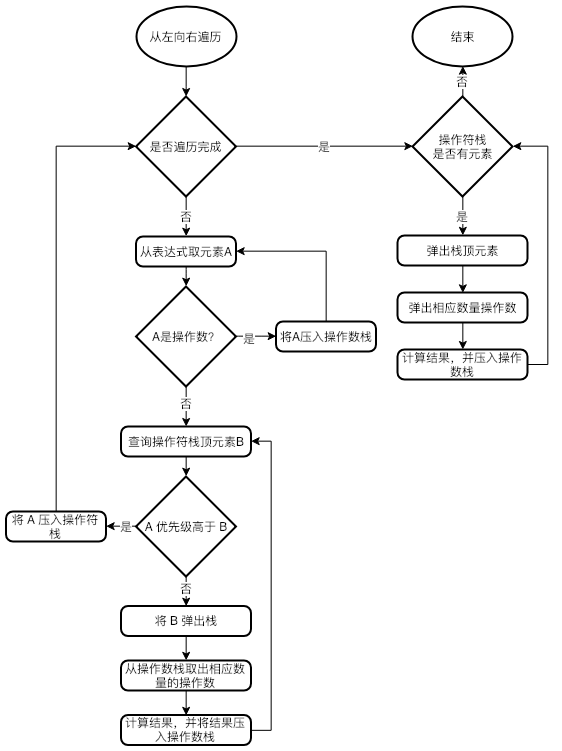 从左向右遍历
结束
否
是否遍历完成
是
操作符栈
是否有元素
否
是
从表达式取元素A
弹出栈顶元素
A是操作数?
是
将A压入操作数栈
弹出相应数量操作数
计算结果，并压入操作
数栈
否
查询操作符栈顶元素B
将 A 压入操作符
栈
是
A 优先级高于 B
否
将 B 弹出栈
从操作数栈取出相应数
量的操作数
计算结果，并将结果压
入操作数栈